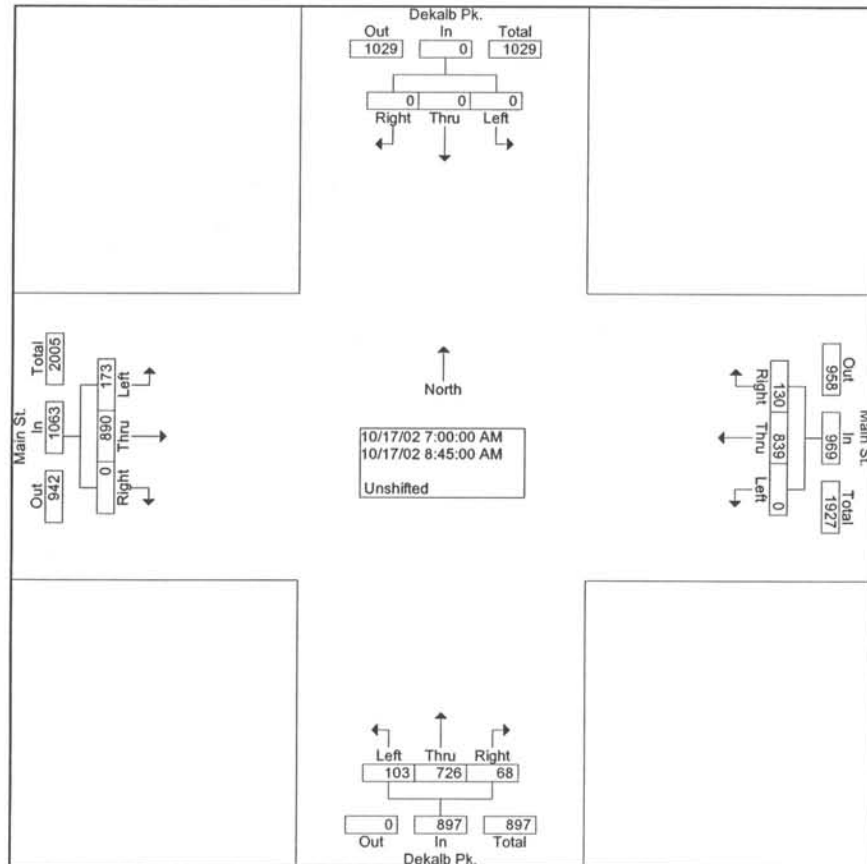 Dekalb Pk.
Out In Total
1029 0 1029
0 0 0
Right Thru Left
Main St.
Total In Out
2005 1063 942
173 890 0
Left Thru Right
North
10/17/02 7:00:00 AM
10/17/02 8:45:00 AM
Unshifted
Right Thru Left
130 839 0
Out In Total
958 969 1927
Main St.
Left Thru Right
103 726 68
0 897 897
Out In Total
Dekalb Pk.